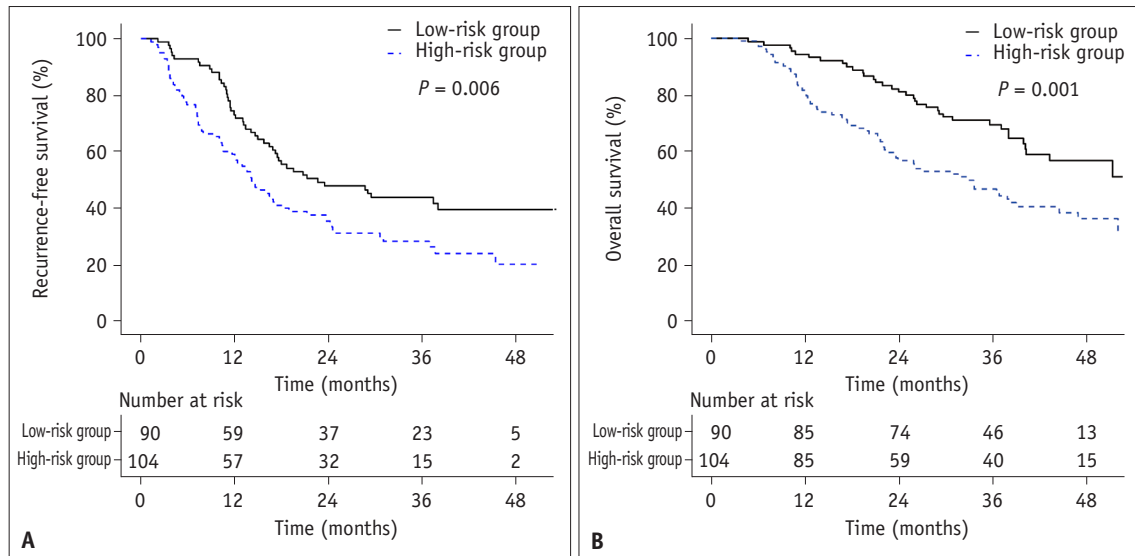 Low-risk group
High-risk group
P = 0.006
Recurrence-free survival (%)
100
80
60
40
20
0
0 12 24 36 48
Time (months)
Number at risk
Low-risk group 90 59 37 23 5
High-risk group 104 57 32 15 2
0 12 24 36 48
Time (months)
A
Low-risk group
High-risk group
P = 0.001
Overall survival (%)
100
80
60
40
20
0
0 12 24 36 48
Time (months)
Number at risk
Low-risk group 90 85 74 46 13
High-risk group 104 85 59 40 15
0 12 24 36 48
Time (months)
B